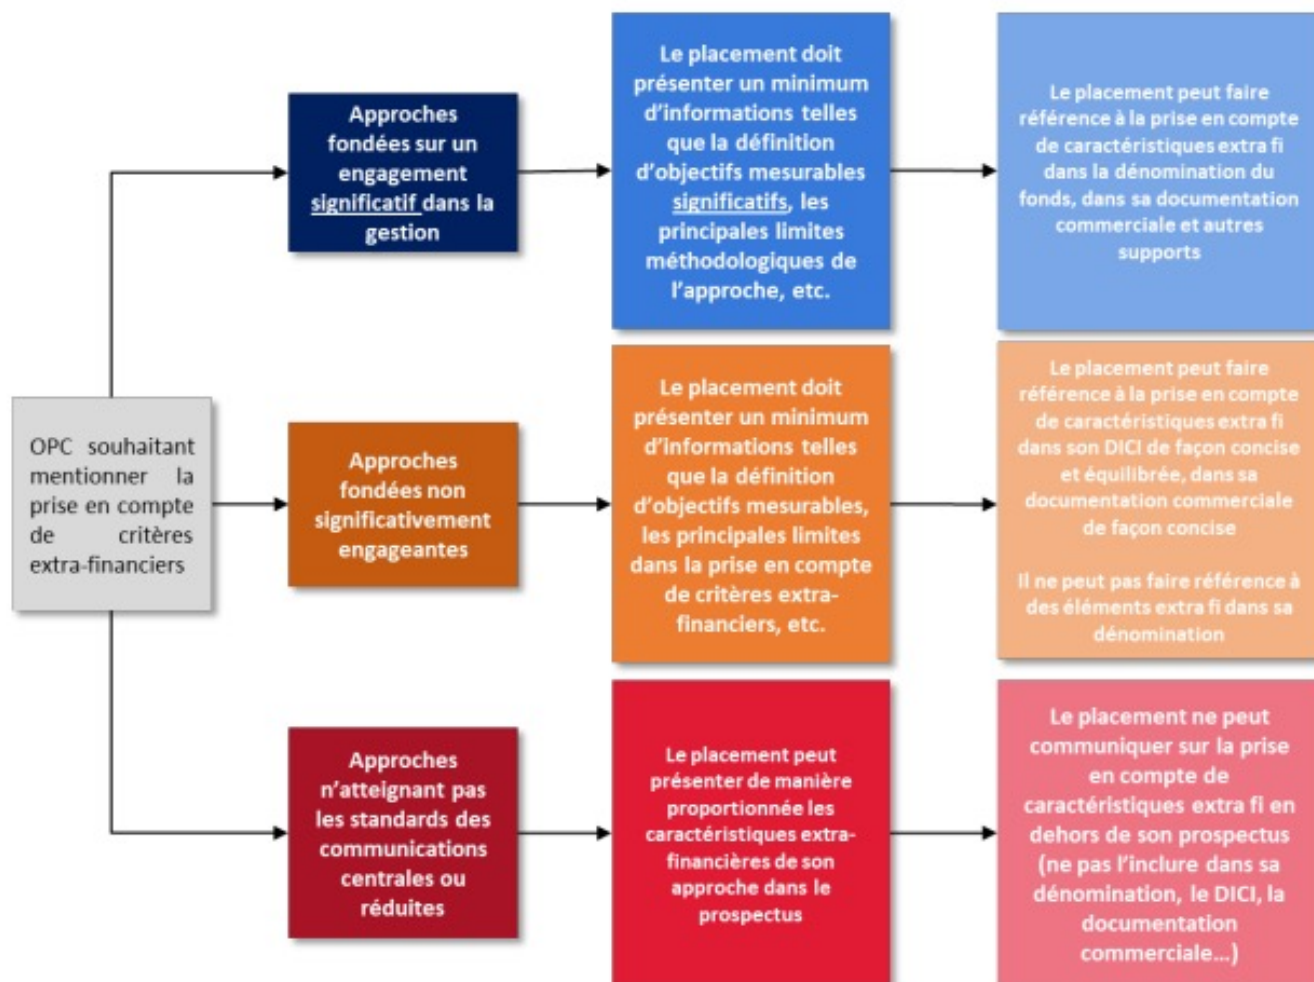 OPC souhaitant
mentionner la
prise en compte
de critères
extra-financiers
Approches
fondées sur un
engagement
significatif dans la
gestion
Le placement doit
présenter un minimum
d'informations telles
que la définition
d'objectifs mesurables
significatifs, les
principales limites
méthodologiques de
l'approche, etc.
Le placement peut faire
référence à la prise en compte
de caractéristiques extra fi
dans la dénomination du
fonds, dans sa documentation
commerciale et autres
supports
Approches
fondées non
significativement
engageantes
Le placement doit
présenter un minimum
d'informations telles
que la définition
d'objectifs mesurables,
les principales limites
dans la prise en compte
de critères extra-
financiers, etc.
Le placement peut faire
référence à la prise en compte
de caractéristiques extra fi
dans son DICI de façon concise
et équilibrée, dans sa
documentation commerciale
de façon concise
Il ne peut pas faire référence à
des éléments extra fi dans sa
dénomination
Approches
n'atteignant pas
les standards des
communications
centrales ou
réduites
Le placement peut
présenter de manière
proportionnée les
caractéristiques extra-
financières de son
approche dans le
prospectus
Le placement ne peut
communiquer sur la prise
en compte de
caractéristiques extra fi en
dehors de son prospectus
(ne pas l'inclure dans sa
dénomination, le DICI, la
documentation
commerciale…)